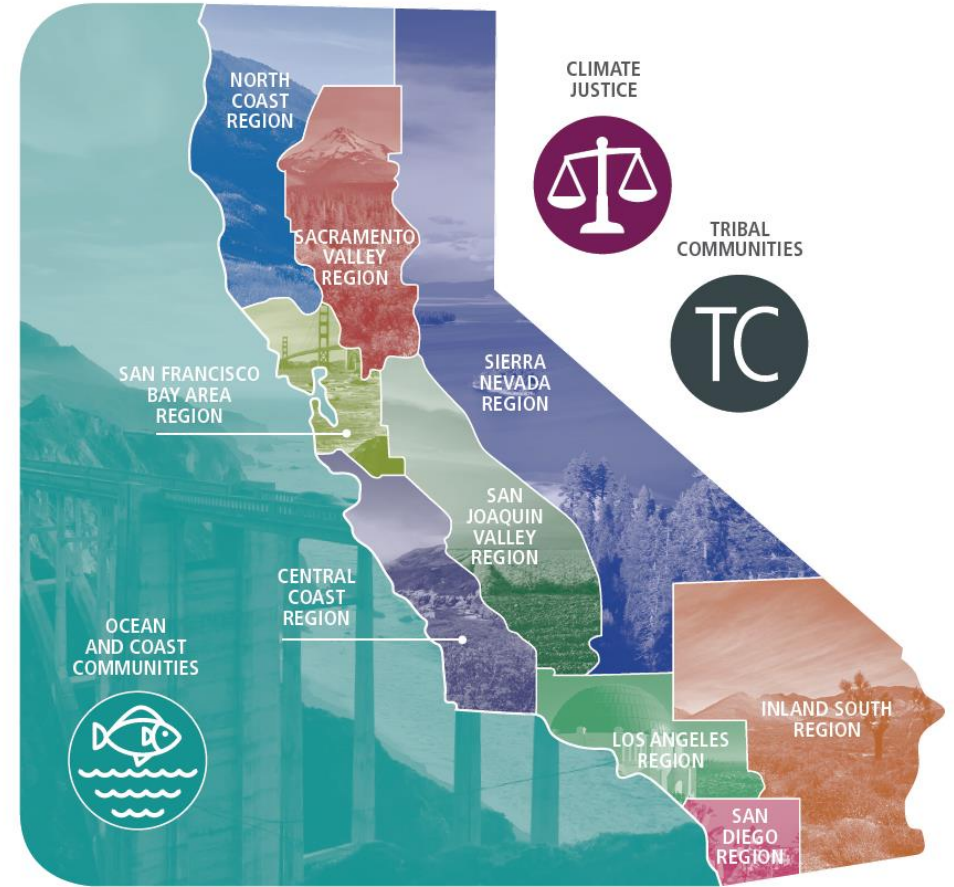 NORTH
COAST
REGION
CLIMATE
JUSTICE
SACRAMENTO
VALLEY
REGION
TRIBAL
COMMUNITIES
TC
SAN FRANCISCO
BAY AREA
REGION
SIERRA
NEVADA
REGION
SAN
JOAQUIN
VALLEY
REGION
CENTRAL
COAST
REGION
OCEAN
AND COAST
COMMUNITIES
INLAND SOUTH
REGION
LOS ANGELES
REGION
SAN
DIEGO
REGION